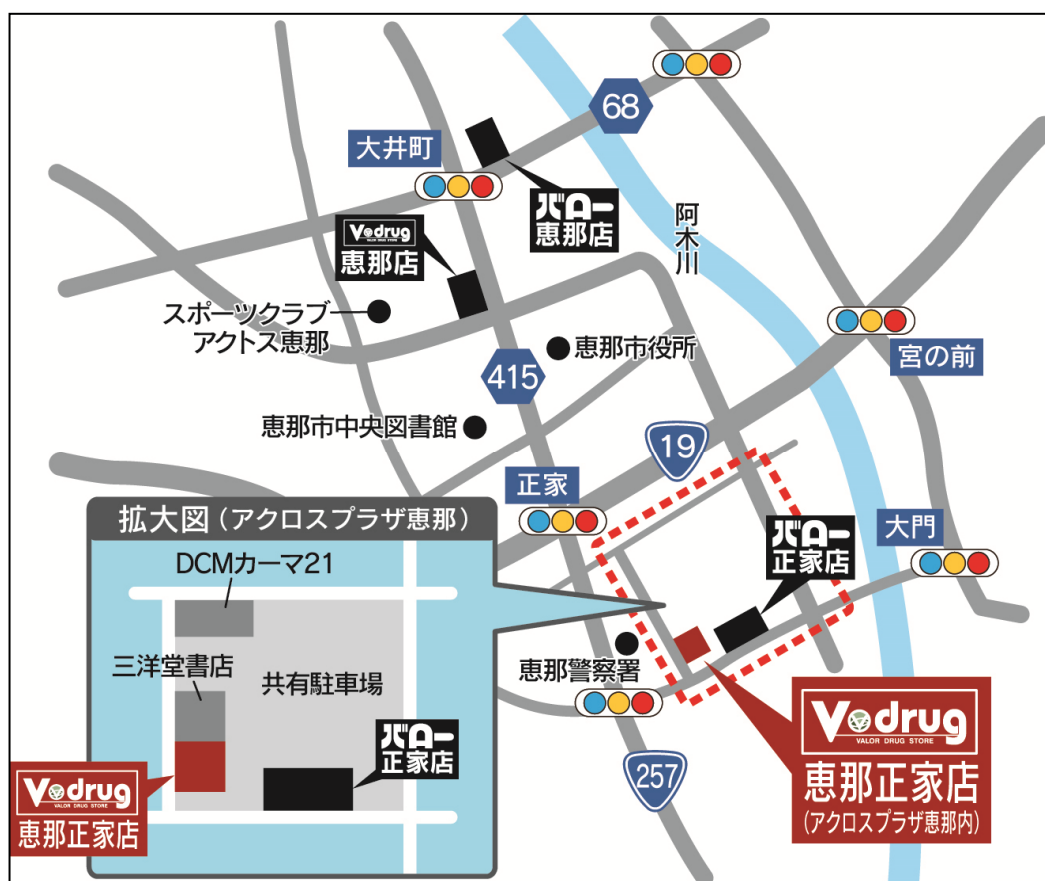 68
大井町
バロー
恵那店
阿木川
V・drug
VALOR DRUG STORE
恵那店
スポーツクラブ
アクトス恵那
恵那市役所
宮の前
415
恵那市中央図書館
19
正家
拡大図(アクロスプラザ恵那)
DCMカーマ21
三洋堂書店
共有駐車場
バロー
正家店
V・drug
VALOR DRUG STORE
恵那正家店
バロー
正家店
大門
恵那警察署
257
V・drug
VALOR DRUG STORE
恵那正家店
(アクロスプラザ恵那内)